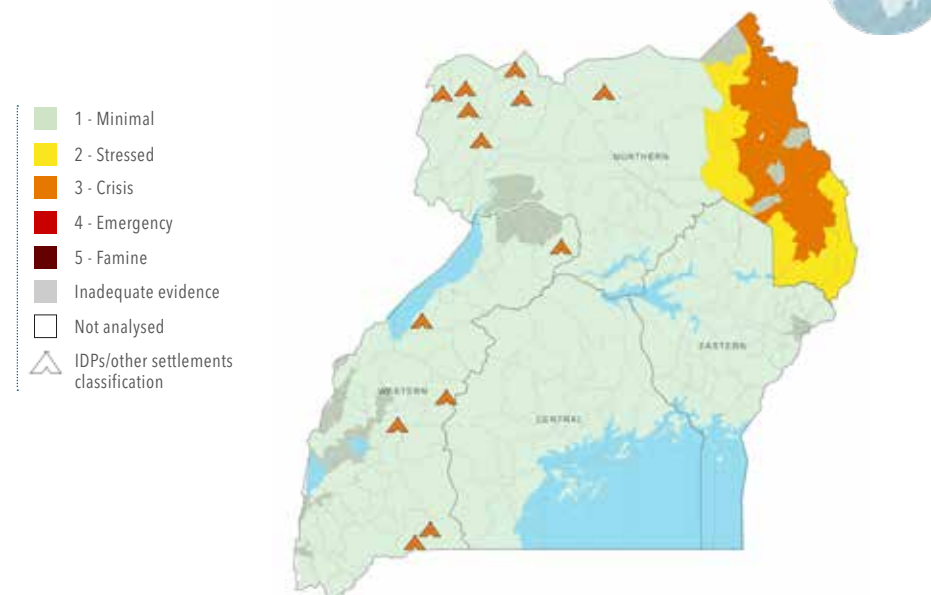 1 - Minimal
2 - Stressed
3 - Crisis
4 - Emergency
5 - Famine
Inadequate evidence
Not analysed
IDPs/other settlements
classification
NORTHERN
EASTERN
WESTERN
CENTRAL